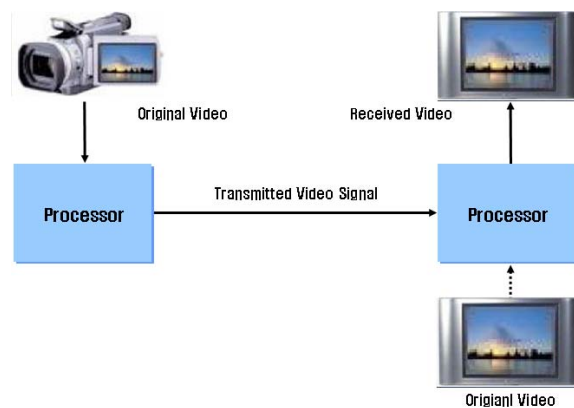 Original Video
Received Video
Processor
Transmitted Video Signal
Processor
Origianl Video